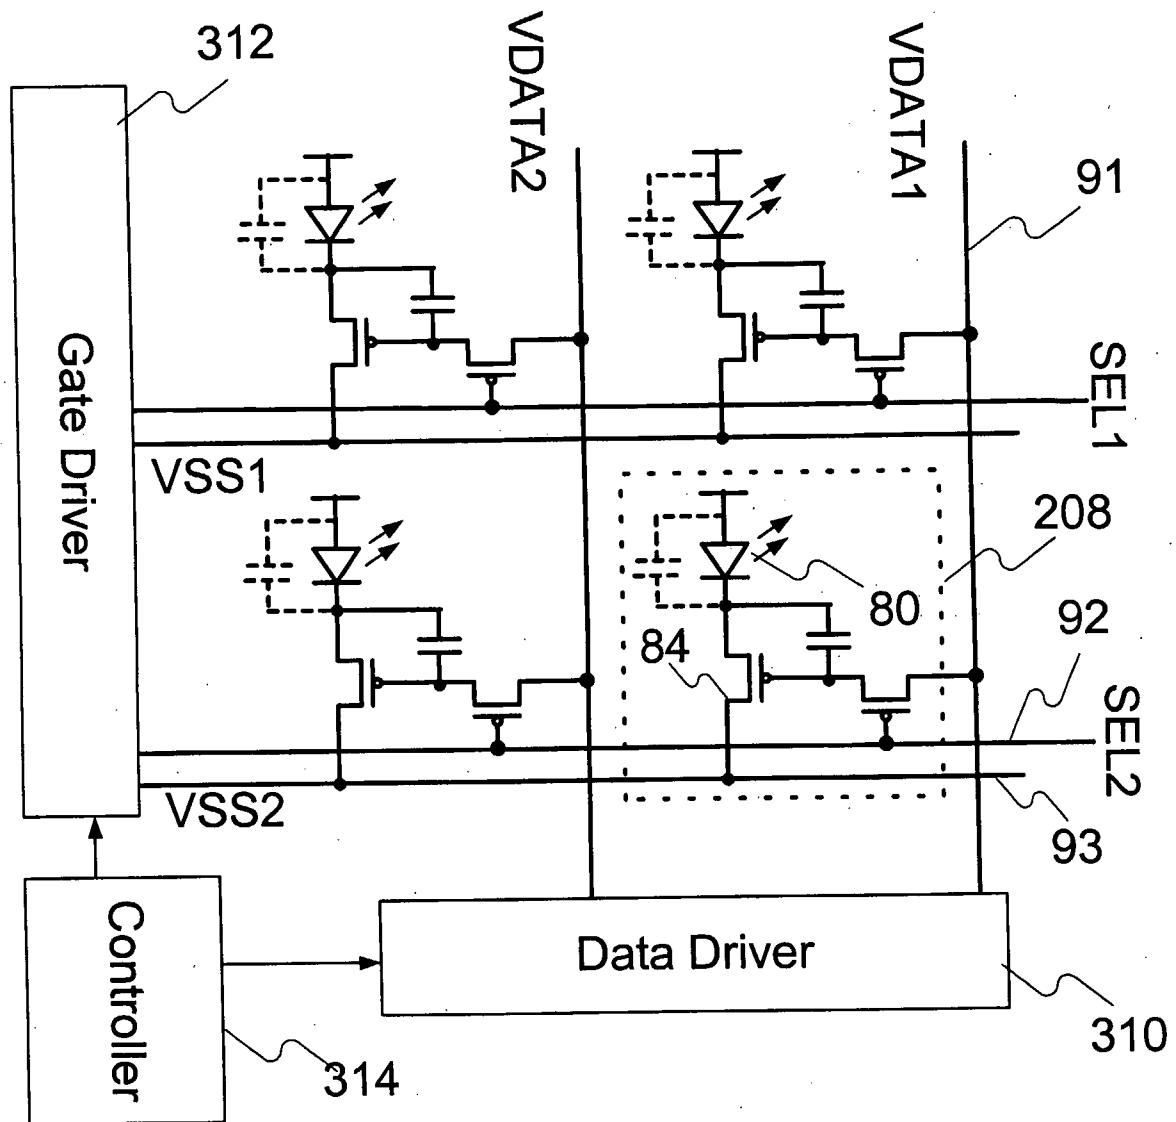 312
VDATA2
VDATA1
91
Gate Driver
SEL1
VSS1
208
80
84
92
SEL2
VSS2
93
Controller
Data Driver
310
314